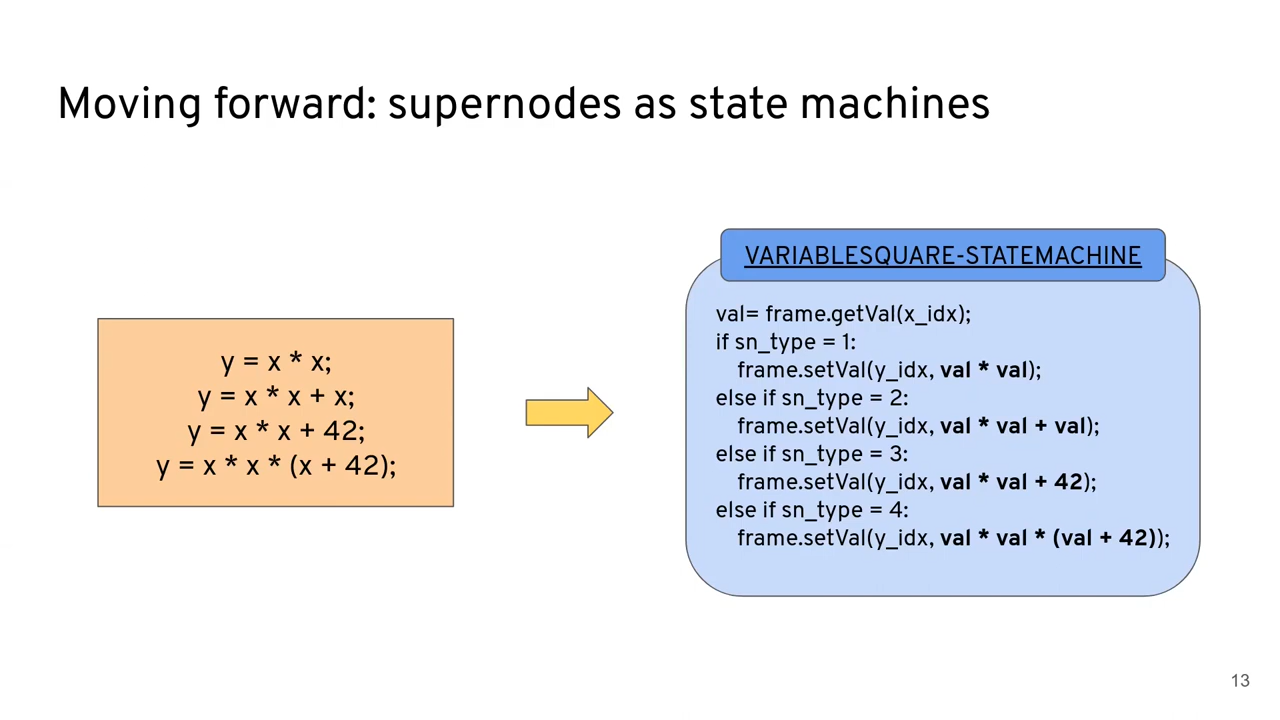 Moving forward: supernodes as state machines
y = x * x;
y = x * x + x;
y = x * x + 42;
y = x * x * (x + 42);
VARIABLESQUARE-STATEMACHINE
val= frame.getVal(x_idx);
if sn_type = 1:
frame.setVal(y_idx, val * val);
else if sn_type = 2:
frame.setVal(y_idx, val * val + val);
else if sn_type = 3:
frame.setVal(y_idx, val * val + 42);
else if sn_type = 4:
frame.setVal(y_idx, val * val * (val + 42));
13